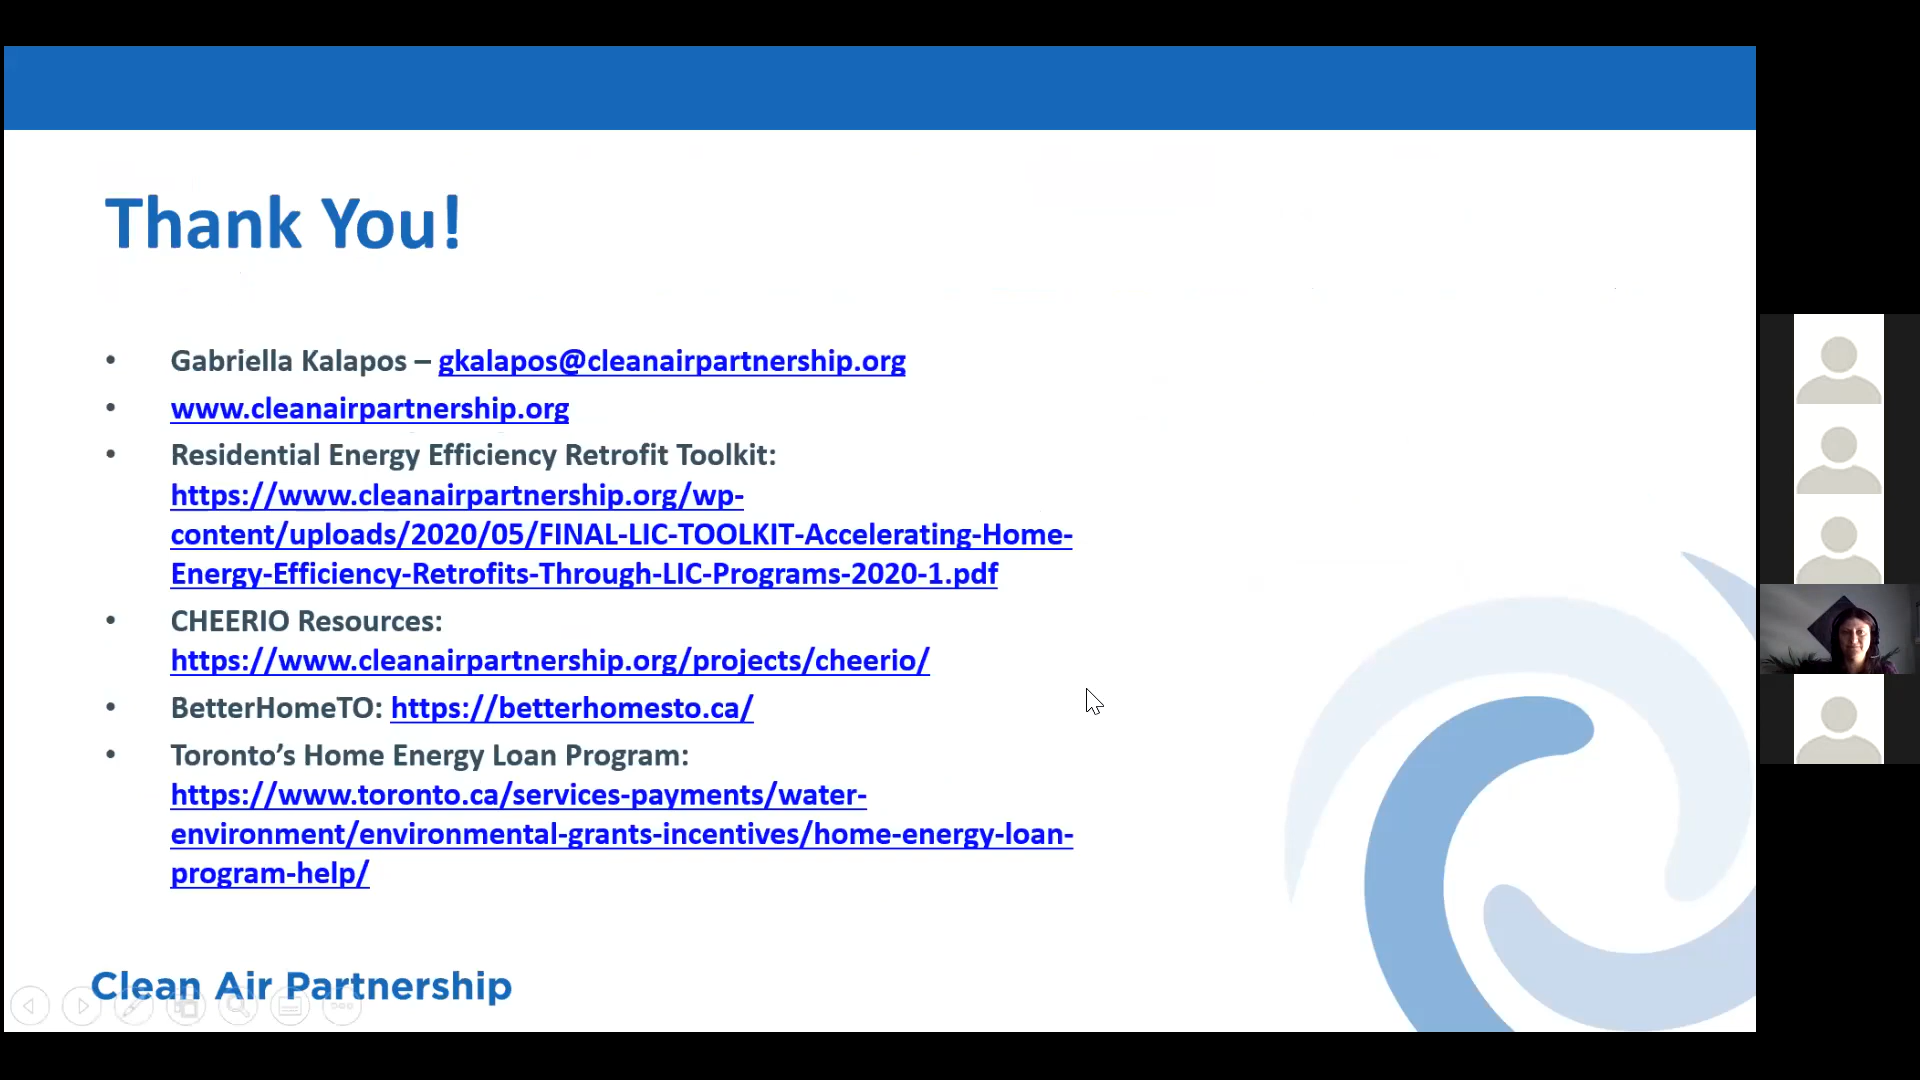 Thank You!
• Gabriella Kalapos – gkalapos@cleanairpartnership.org
• www.cleanairpartnership.org
• Residential Energy Efficiency Retrofit Toolkit:
https://www.cleanairpartnership.org/wp-
content/uploads/2020/05/FINAL-LIC-TOOLKIT-Accelerating-Home-
Energy-Efficiency-Retrofits-Through-LIC-Programs-2020-1.pdf
• CHEERIO Resources:
https://www.cleanairpartnership.org/projects/cheerio/
• BetterHomeTO: https://betterhomesto.ca/
• Toronto’s Home Energy Loan Program:
https://www.toronto.ca/services-payments/water-
environment/environmental-grants-incentives/home-energy-loan-
program-help/
Clean Air Partnership